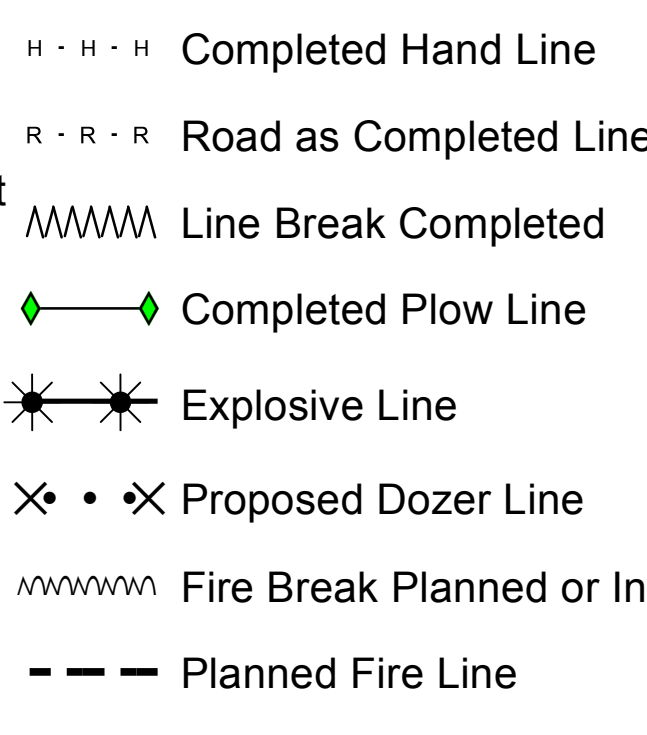 H - H - H Completed Hand Line
R - R - R Road as Completed Line
t
Line Break Completed
Completed Plow Line
Explosive Line
Proposed Dozer Line
Fire Break Planned or In
Planned Fire Line